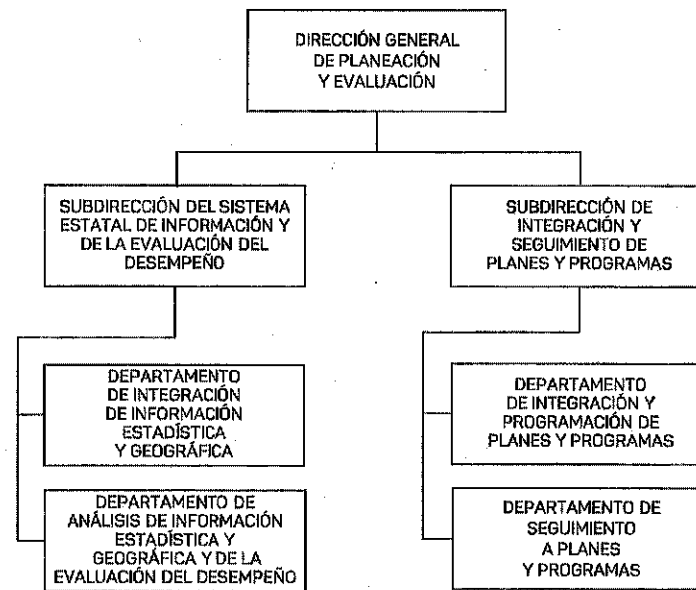 DIRECCIÓN GENERAL
DE PLANEACIÓN
Y EVALUACIÓN
SUBDIRECCIÓN DEL SISTEMA
ESTATAL DE INFORMACIÓN Y
DE LA EVALUACIÓN DEL
DESEMPEÑO
SUBDIRECCIÓN DE
INTEGRACIÓN Y
SEGUIMIENTO DE
PLANES Y PROGRAMAS
DEPARTAMENTO
DE INTEGRACIÓN
DE INFORMACIÓN
ESTADÍSTICA
Y GEOGRÁFICA
DEPARTAMENTO
DE INTEGRACIÓN Y
PROGRAMACIÓN DE
PLANES Y PROGRAMAS
DEPARTAMENTO DE
ANÁLISIS DE INFORMACIÓN
ESTADÍSTICA Y
GEOGRÁFICA Y DE LA
EVALUACIÓN DEL DESEMPEÑO
DEPARTAMENTO DE
SEGUIMIENTO
A PLANES
Y PROGRAMAS